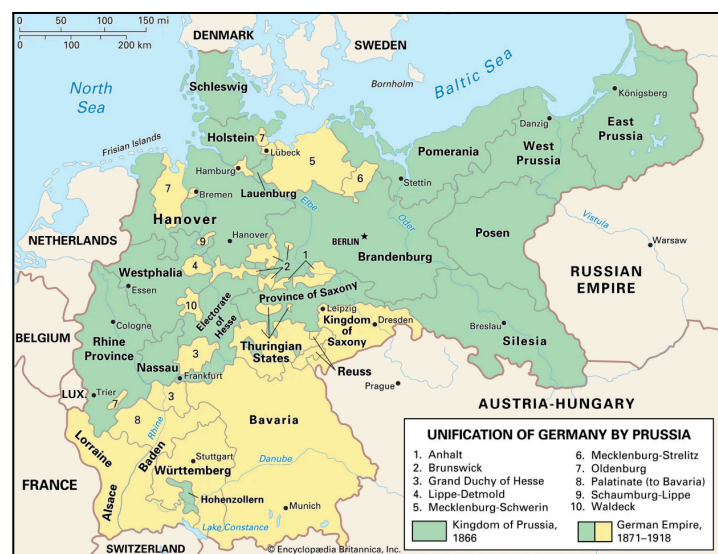 0 50 100 150 mi
0 100 200 km
DENMARK
SWEDEN
North
Sea
Baltic Sea
Bornholm
Schleswig
Königsberg
Frisian Islands
Holstein
7
Lübeck
Danzig
East
Prussia
5
Pomerania
West
Prussia
Hamburg
6
Stettin
7
Bremen
Lauenburg
Hanover
Elbe
Oder
Vistula
NETHERLANDS
9
Hanover
BERLIN
Posen
Warsaw
Westphalia
4
2
1
Brandenburg
RUSSIAN
EMPIRE
Essen
10
Electorate
of
Hesse
Province of Saxony
BELGIUM
Cologne
Leipzig
Kingdom
of
Saxony
Dresden
Breslau
Rhine
Province
3
Thuringian
States
Silesia
Nassau
Reuss
Frankfurt
Prague
LUX.
Trier
7
3
AUSTRIA-HUNGARY
8
Rhine
Bavaria
Lorraine
Baden
Stuttgart
Danube
FRANCE
Alsace
Württemberg
Hohenzollern
Munich
Lake Constance
SWITZERLAND
© Encyclopædia Britannica, Inc.
UNIFICATION OF GERMANY BY PRUSSIA
1. Anhalt
2. Brunswick
3. Grand Duchy of Hesse
4. Lippe-Detmold
5. Mecklenburg-Schwerin
6. Mecklenburg-Strelitz
7. Oldenburg
8. Palatinate (to Bavaria)
9. Schaumburg-Lippe
10. Waldeck
Kingdom of Prussia,
1866
German Empire,
1871–1918